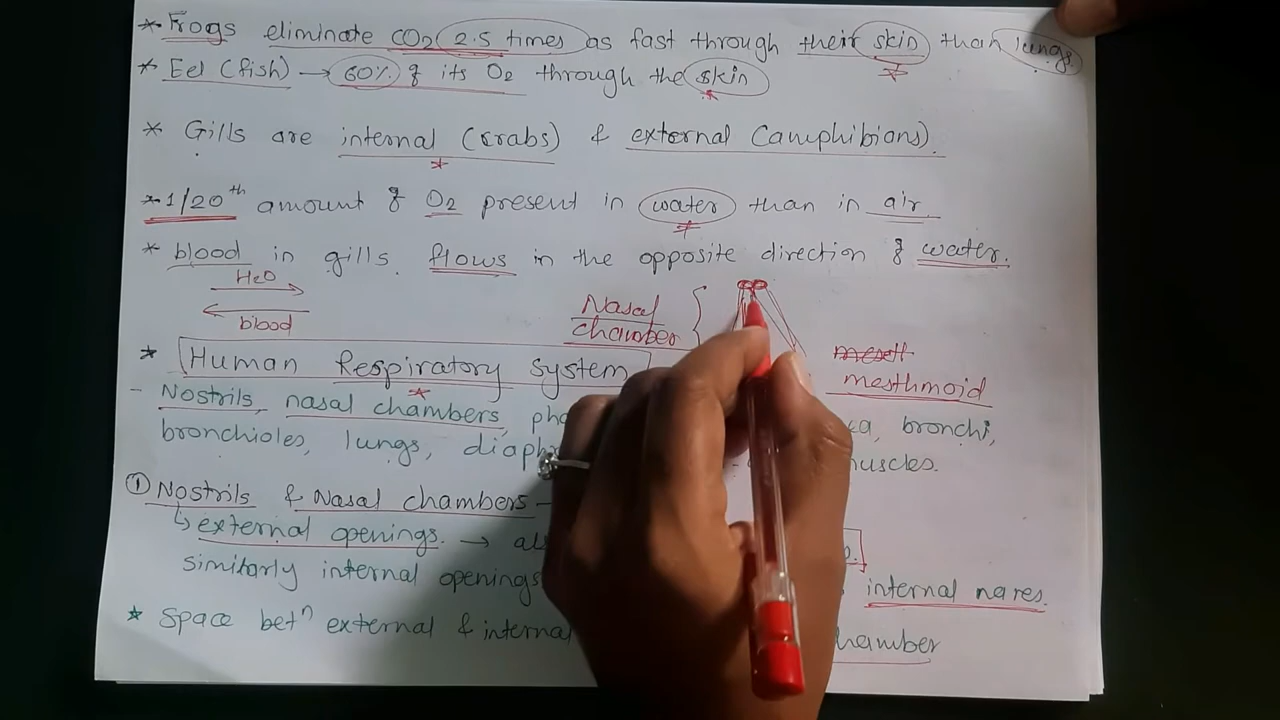 * Frogs eliminate CO2 2.5 times as fast through their skin than lungs
* Eel (fish) → 60% of its O2 through the skin
* Gills are internal (crabs) & external (amphibians).
* 1/20th amount of O2 present in water than in air
* blood in gills flows in the opposite direction of water.
H2O
blood
Nasal
chamber
mesthmoid
* Human Respiratory System
- Nostrils, nasal chambers,
bronchi,
bronchioles, lungs,
muscles.
① Nostrils & Nasal chambers
↳ external openings. →
similarly internal openings
internal nares.
* Space betn external & internal
chamber